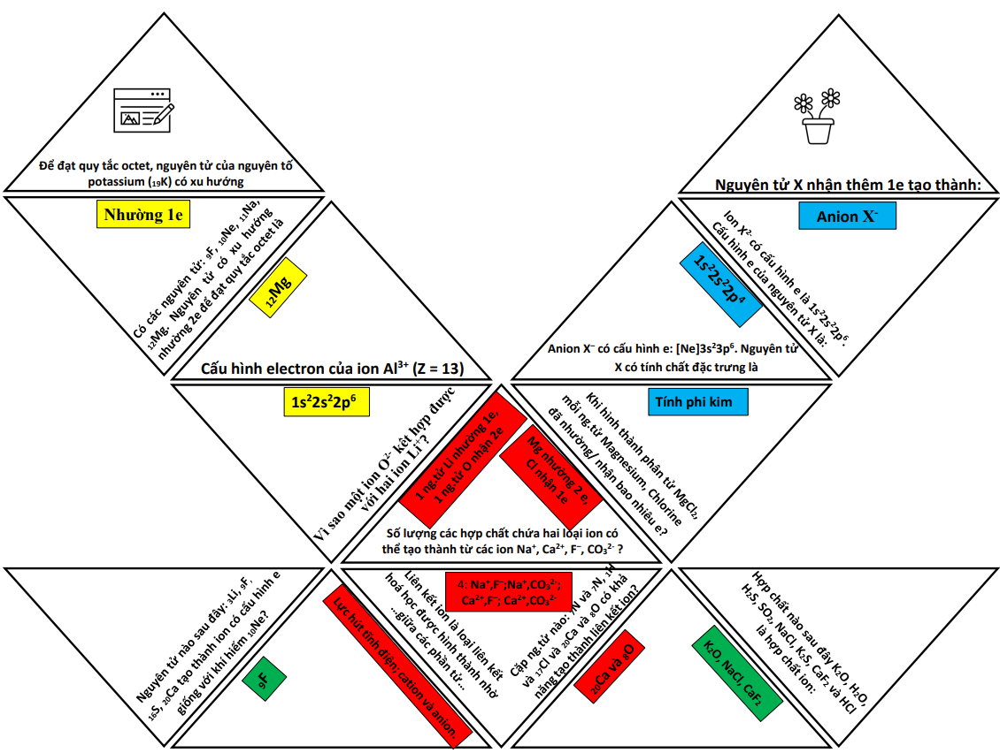 Để đạt quy tắc octet, nguyên tử của nguyên tố
potassium (₁₉K) có xu hướng
Nguyên tử X nhận thêm 1e tạo thành:
Nhường 1e
Có các nguyên tử: ₉F, ₁₀Ne, ₁₁Na,
₁₂Mg. Nguyên tử có xu hướng
nhường 2e để đạt quy tắc octet là
₁₂Mg
Cấu hình electron của ion Al³⁺ (Z = 13)
Anion X⁻
Ion X²⁻ có cấu hình e là 1s²2s²2p⁶.
Cấu hình e của nguyên tử X là:
1s²2s²2p⁴
Anion X⁻ có cấu hình e: [Ne]3s²3p⁶. Nguyên tử
X có tính chất đặc trưng là
1s²2s²2p⁶
Vì sao một ion O²⁻ kết hợp được
với hai ion Li⁺?
1 ng.tử Li nhường 1e,
1 ng.tử O nhận 2e
Mg nhường 2 e,
Cl nhận 1e
Số lượng các hợp chất chứa hai loại ion có
thể tạo thành từ các ion Na⁺, Ca²⁺, F⁻, CO₃²⁻ ?
Tính phi kim
Khi hình thành phân tử MgCl₂,
mỗi ng.tử Magnesium, Chlorine
đã nhường/ nhận bao nhiêu e?
Nguyên tử nào sau đây: ₃Li, ₉F,
₁₆S, ₂₀Ca tạo thành ion có cấu hình e
giống với khí hiếm ₁₀Ne?
₉F
Lực hút tĩnh điện; cation và anion.
4: Na⁺,F⁻;Na⁺,CO₃²⁻;
Ca²⁺,F⁻; Ca²⁺,CO₃²⁻
Liên kết ion là loại liên kết
hoá học được hình thành nhờ
...giữa các phần tử...
Cặp ng.tử nào: ₇N và ₇N, ₁H
và ₁₇Cl và ₂₀Ca và ₈O có khả
năng tạo thành liên kết ion?
₂₀Ca và ₈O
K₂O, NaCl, CaF₂
Hợp chất nào sau đây K₂O, H₂O,
H₂S, SO₂, NaCl, K₂S, CaF₂ và HCl
là hợp chất ion: